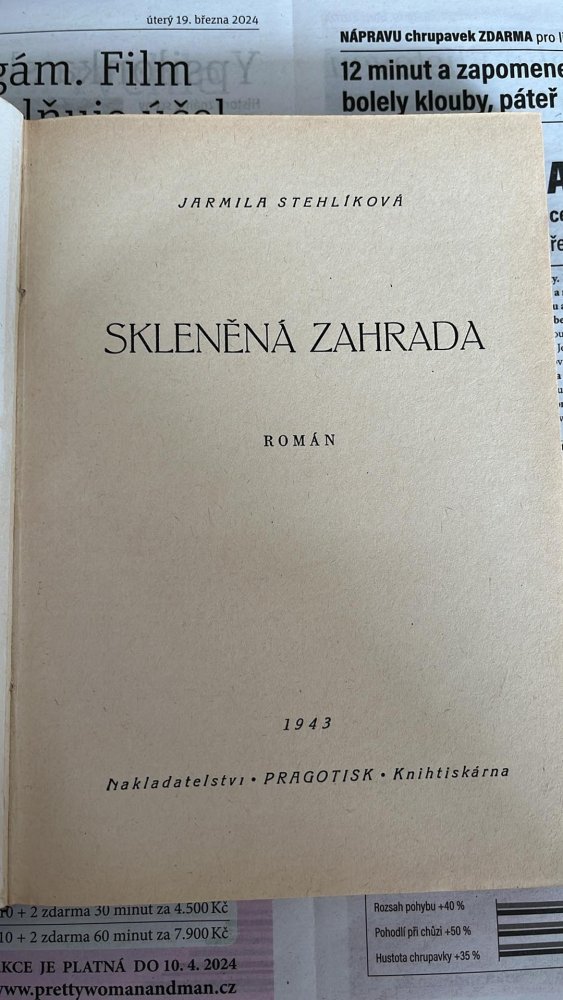 úterý 19. března 2024
gám. Film
NÁPRAVU chrupavek ZDARMA pro
12 minut a zapomene
bolely klouby, páteř
JARMILA STEHLÍKOVÁ
SKLENĚNÁ ZAHRADA
ROMÁN
1943
Nakladatelství • PRAGOTISK • Knihtiskárna
10 + 2 zdarma 30 minut za 4.500 Kč
10 + 2 zdarma 60 minut za 7.900 Kč
KCE JE PLATNÁ DO 10. 4. 2024
www.prettywomanandman.cz
Rozsah pohybu +40 %
Pohodlí při chůzi +50 %
Hustota chrupavky +35 %